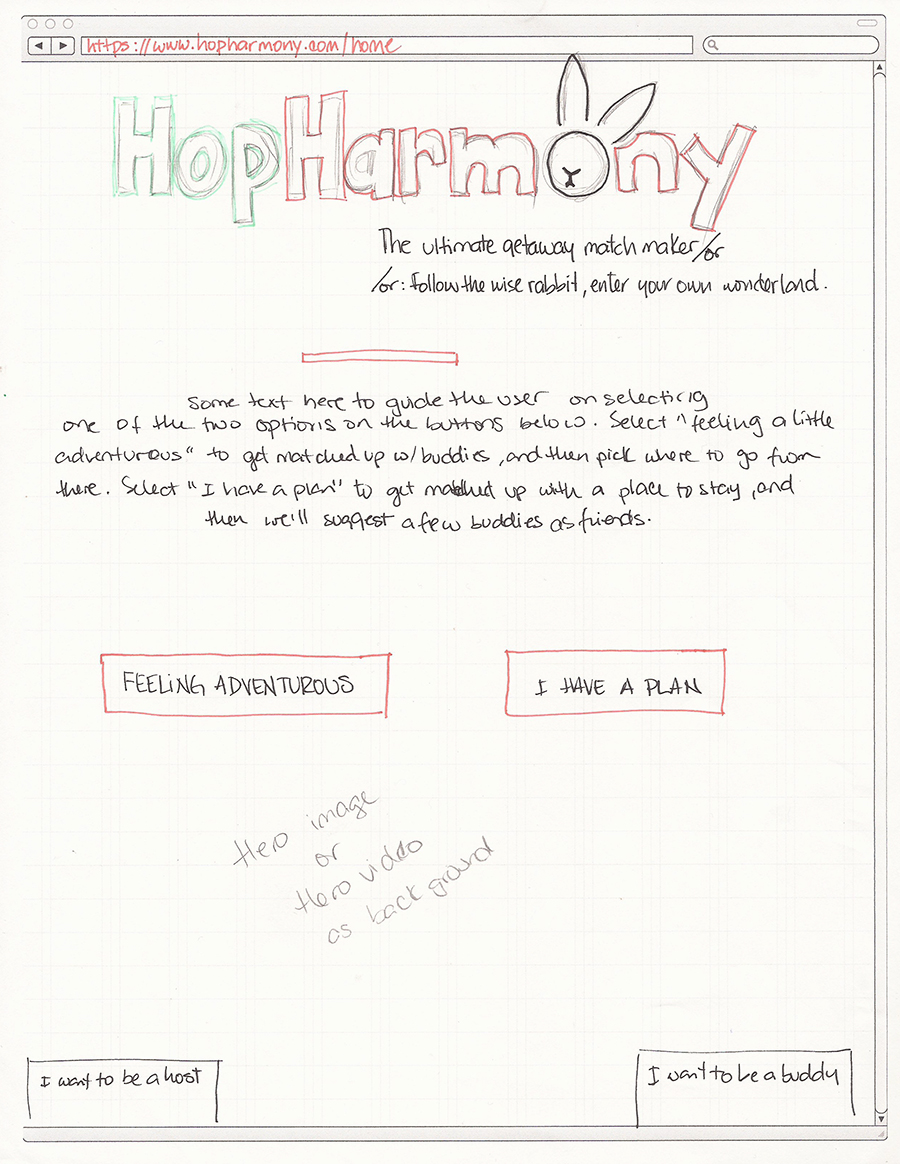 https://www.hopharmony.com/home
HopHarmony
The ultimate getaway match maker/or
/or: follow the wise rabbit, enter your own wonderland.
Some text here to guide the user on selecting
one of the two options on the buttons below. Select "feeling a little
adventurous" to get matched up w/buddies, and then pick where to go from
there. Select "I have a plan" to get matched up with a place to stay, and
then we'll suggest a few buddies as friends.
FEELING ADVENTUROUS
I HAVE A PLAN
Hero image
or
Hero video
as background
I want to be a host
I want to be a buddy